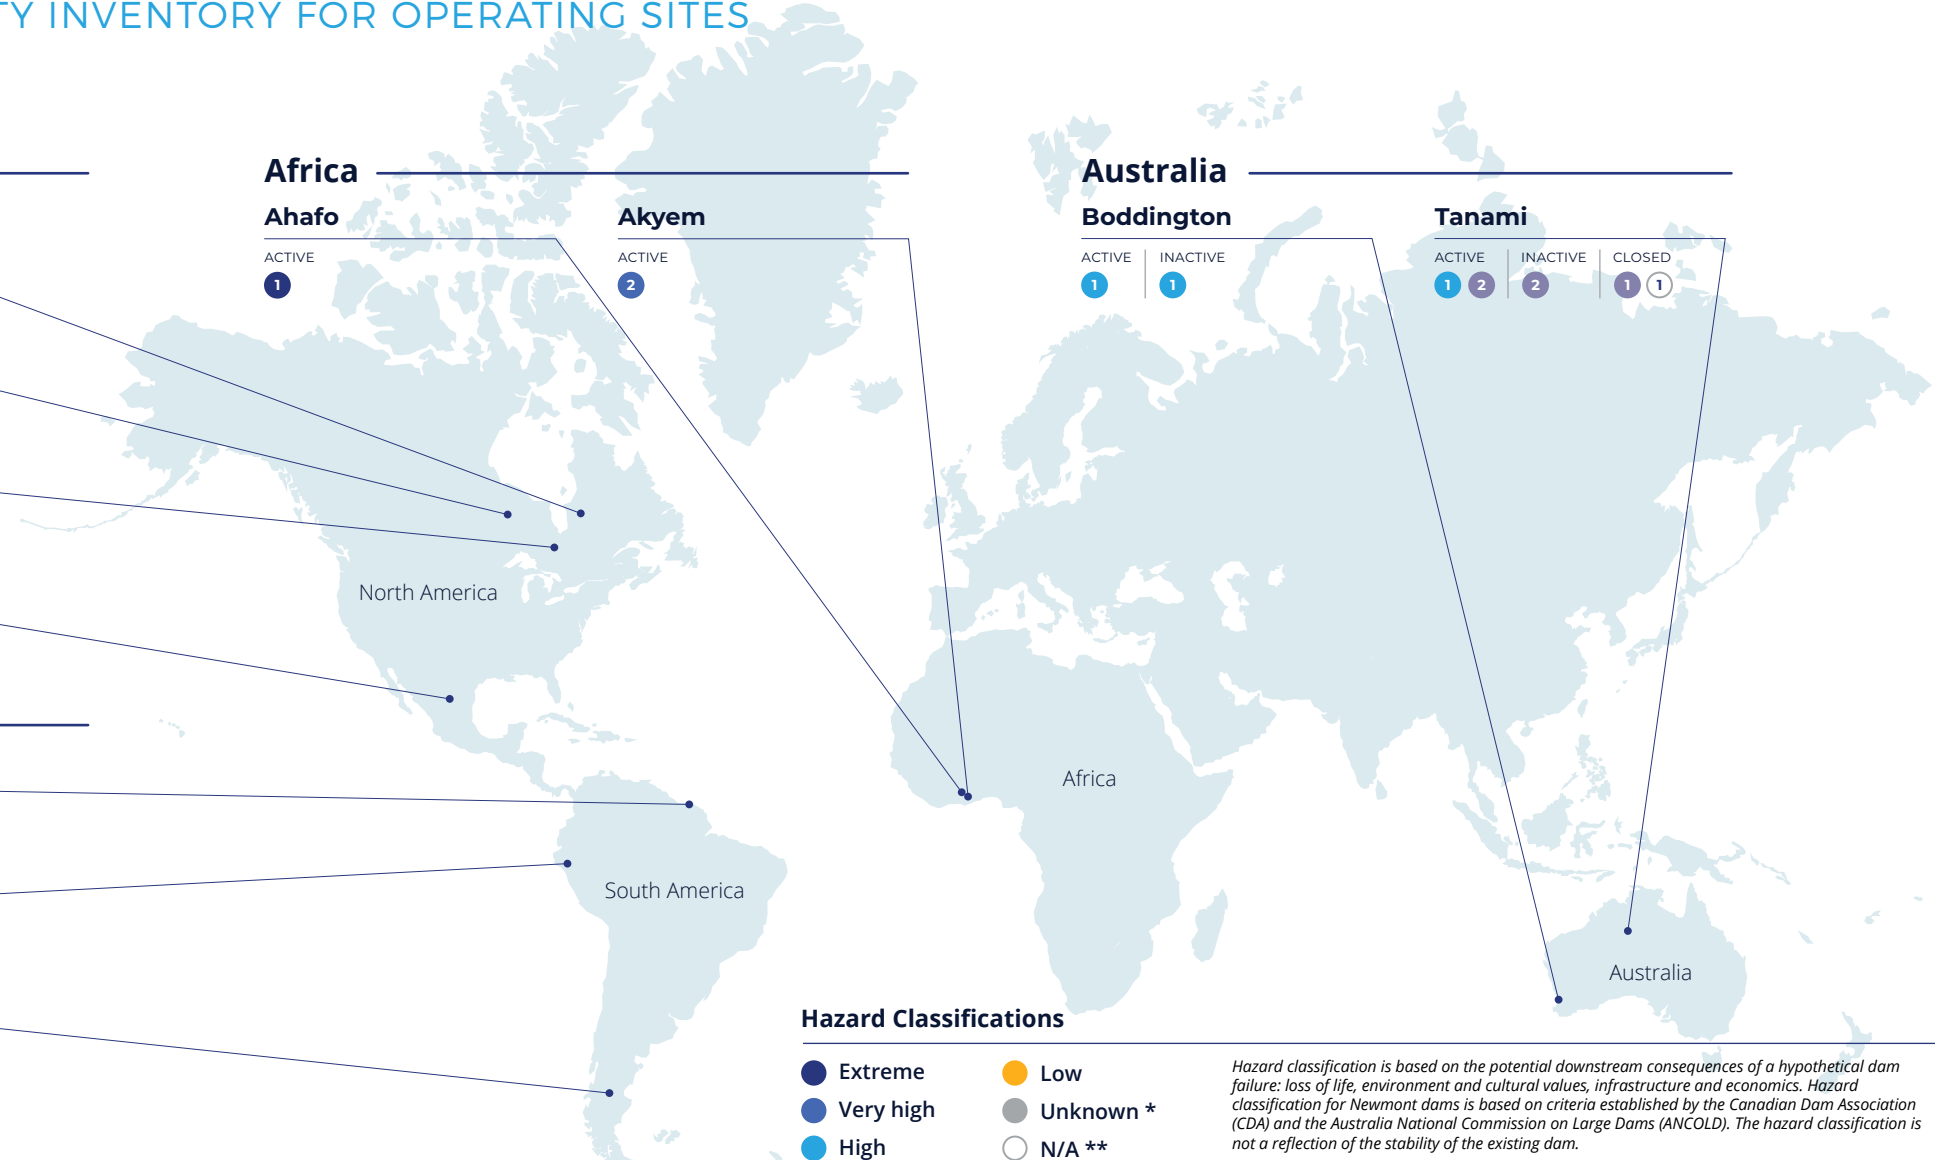 TY INVENTORY FOR OPERATING SITES
Africa
Ahafo
ACTIVE
1
Akyem
ACTIVE
2
Australia
Boddington
ACTIVE
1
INACTIVE
1
Tanami
ACTIVE
1 2
INACTIVE
2
CLOSED
1 1
North America
Africa
South America
Australia
Hazard Classifications
Extreme
Very high
High
Low
Unknown *
N/A **
Hazard classification is based on the potential downstream consequences of a hypothetical dam
failure: loss of life, environment and cultural values, infrastructure and economics. Hazard
classification for Newmont dams is based on criteria established by the Canadian Dam Association
(CDA) and the Australia National Commission on Large Dams (ANCOLD). The hazard classification is
not a reflection of the stability of the existing dam.